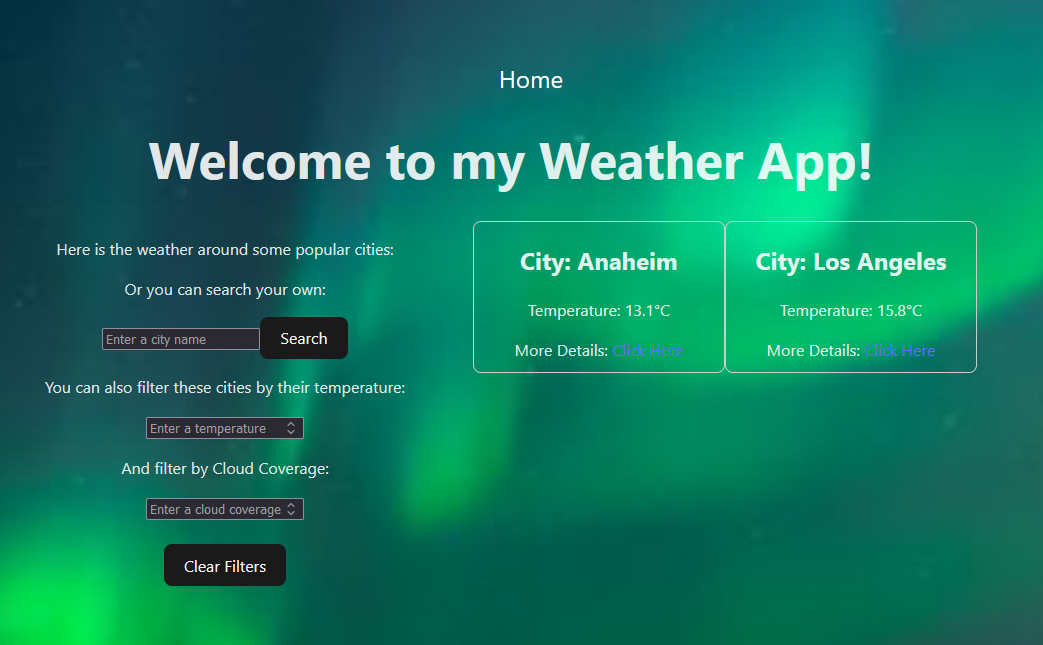 Home
Welcome to my Weather App!
Here is the weather around some popular cities:
Or you can search your own:
Enter a city name
Search
You can also filter these cities by their temperature:
Enter a temperature
And filter by Cloud Coverage:
Enter a cloud coverage
Clear Filters
City: Anaheim
Temperature: 13.1°C
More Details: Click Here
City: Los Angeles
Temperature: 15.8°C
More Details: Click Here